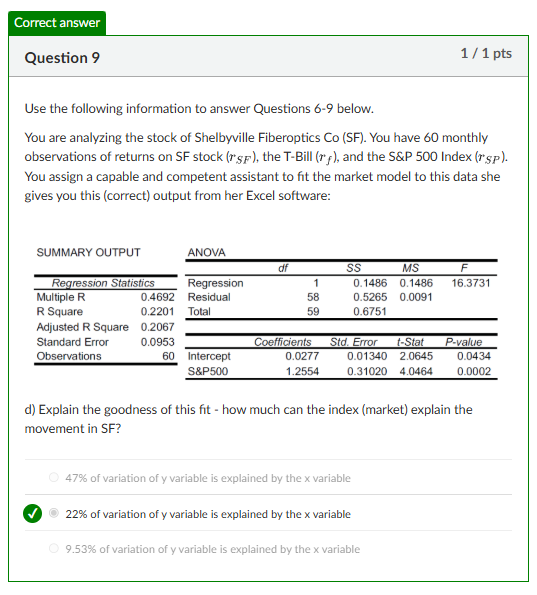 Correct answer
Question 9
1 / 1 pts
Use the following information to answer Questions 6-9 below.
You are analyzing the stock of Shelbyville Fiberoptics Co (SF). You have 60 monthly
observations of returns on SF stock (rSF), the T-Bill (rf), and the S&P 500 Index (rSP).
You assign a capable and competent assistant to fit the market model to this data she
gives you this (correct) output from her Excel software:
SUMMARY OUTPUT
Regression Statistics
Multiple R 0.4692
R Square 0.2201
Adjusted R Square 0.2067
Standard Error 0.0953
Observations 60
ANOVA
df SS MS F
Regression 1 0.1486 0.1486 16.3731
Residual 58 0.5265 0.0091
Total 59 0.6751
Coefficients Std. Error t-Stat P-value
Intercept 0.0277 0.01340 2.0645 0.0434
S&P500 1.2554 0.31020 4.0464 0.0002
d) Explain the goodness of this fit - how much can the index (market) explain the
movement in SF?
47% of variation of y variable is explained by the x variable
22% of variation of y variable is explained by the x variable
9.53% of variation of y variable is explained by the x variable